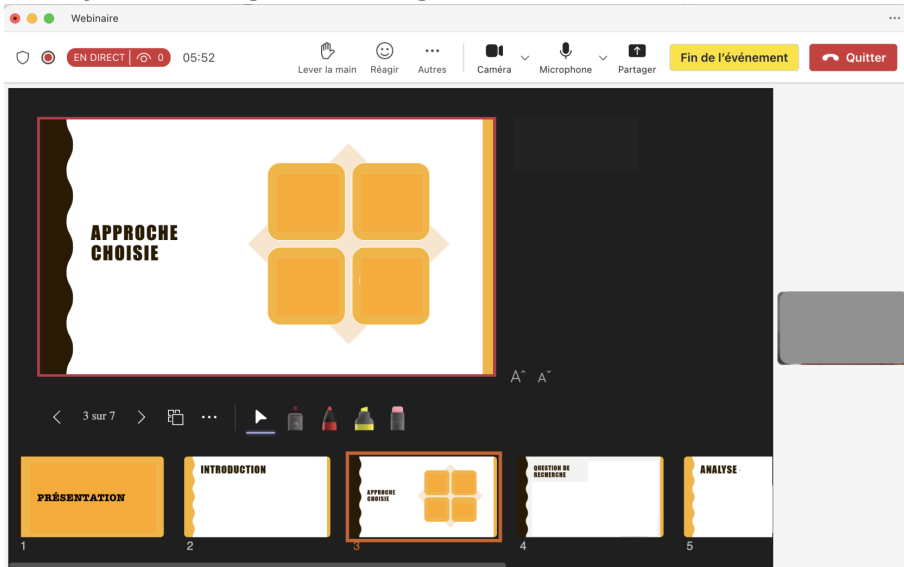 Webinaire
EN DIRECT 0 05:52
Lever la main Réagir Autres Caméra Microphone Partager Fin de l'événement Quitter
APPROCHE
CHOISIE
A A
3 sur 7
PRÉSENTATION
1
INTRODUCTION
2
APPROCHE
CHOISIE
3
QUESTION DE
RECHERCHE
4
ANALYSE
5